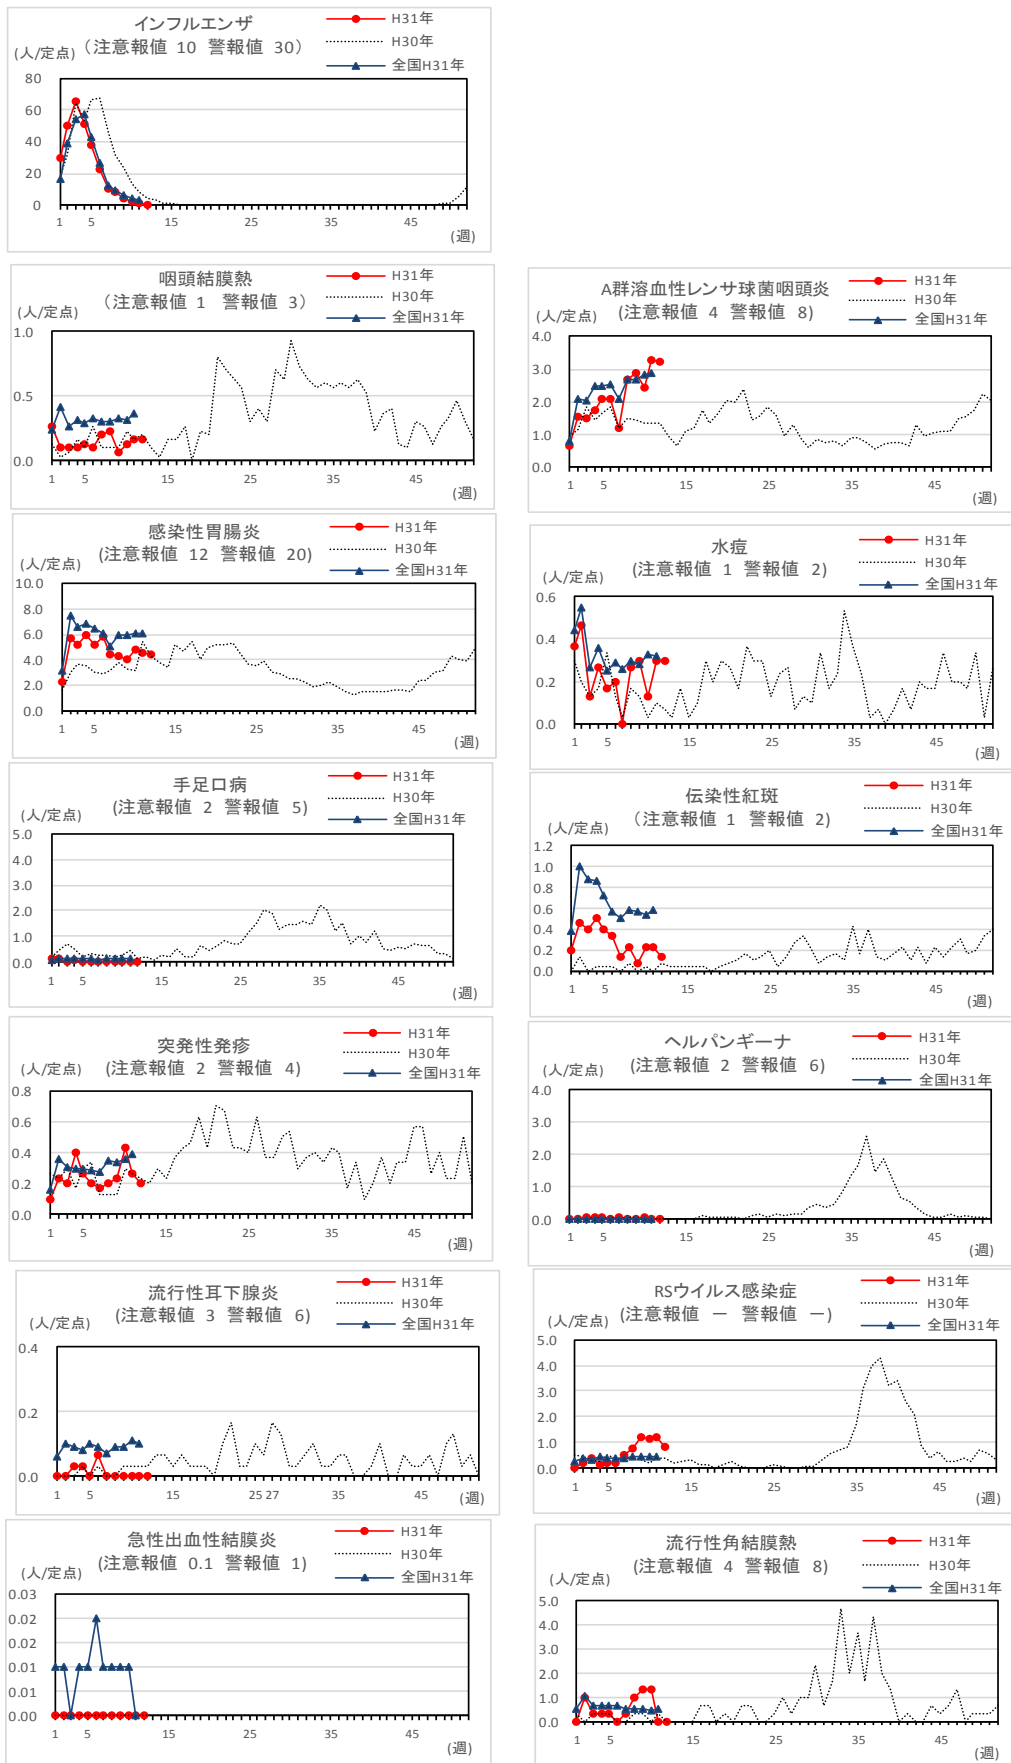 インフルエンザ
(人/定点)
（注意報値 10 警報値 30）
H31年
H30年
全国H31年
80
60
40
20
0
1
5
15
25
35
45
(週)
咽頭結膜熱
（注意報値 1 警報値 3）
(人/定点)
H31年
H30年
全国H31年
1.0
0.5
0.0
1
5
15
25
35
45
(週)
A群溶血性レンサ球菌咽頭炎
(注意報値 4 警報値 8)
(人/定点)
H31年
H30年
全国H31年
4.0
3.0
2.0
1.0
0.0
1
5
15
25
35
45
(週)
感染性胃腸炎
(注意報値 12 警報値 20)
(人/定点)
H31年
H30年
全国H31年
10.0
8.0
6.0
4.0
2.0
0.0
1
5
15
25
35
45
(週)
水痘
(注意報値 1 警報値 2)
(人/定点)
H31年
H30年
全国H31年
0.6
0.4
0.2
0.0
1
5
15
25
35
45
(週)
手足口病
(注意報値 2 警報値 5)
(人/定点)
H31年
H30年
全国H31年
5.0
4.0
3.0
2.0
1.0
0.0
1
5
15
25
35
45
(週)
伝染性紅斑
（注意報値 1 警報値 2)
(人/定点)
H31年
H30年
全国H31年
1.2
1.0
0.8
0.6
0.4
0.2
0.0
1
5
15
25
35
45
(週)
突発性発疹
(注意報値 2 警報値 4)
(人/定点)
H31年
H30年
全国H31年
0.8
0.6
0.4
0.2
0.0
1
5
15
25
35
45
(週)
ヘルパンギーナ
(注意報値 2 警報値 6)
(人/定点)
H31年
H30年
全国H31年
4.0
3.0
2.0
1.0
0.0
1
5
15
25
35
45
(週)
流行性耳下腺炎
(注意報値 3 警報値 6)
(人/定点)
H31年
H30年
全国H31年
0.4
0.2
0.0
1
5
15
25 27
35
45
(週)
RSウイルス感染症
(注意報値 ー 警報値 ー)
(人/定点)
H31年
H30年
全国H31年
5.0
4.0
3.0
2.0
1.0
0.0
1
5
15
25
35
45
(週)
急性出血性結膜炎
(注意報値 0.1 警報値 1)
(人/定点)
H31年
H30年
全国H31年
0.03
0.02
0.02
0.01
0.01
0.00
1
5
15
25
35
45
(週)
流行性角結膜熱
(注意報値 4 警報値 8)
(人/定点)
H31年
H30年
全国H31年
5.0
4.0
3.0
2.0
1.0
0.0
1
5
15
25
35
45
(週)